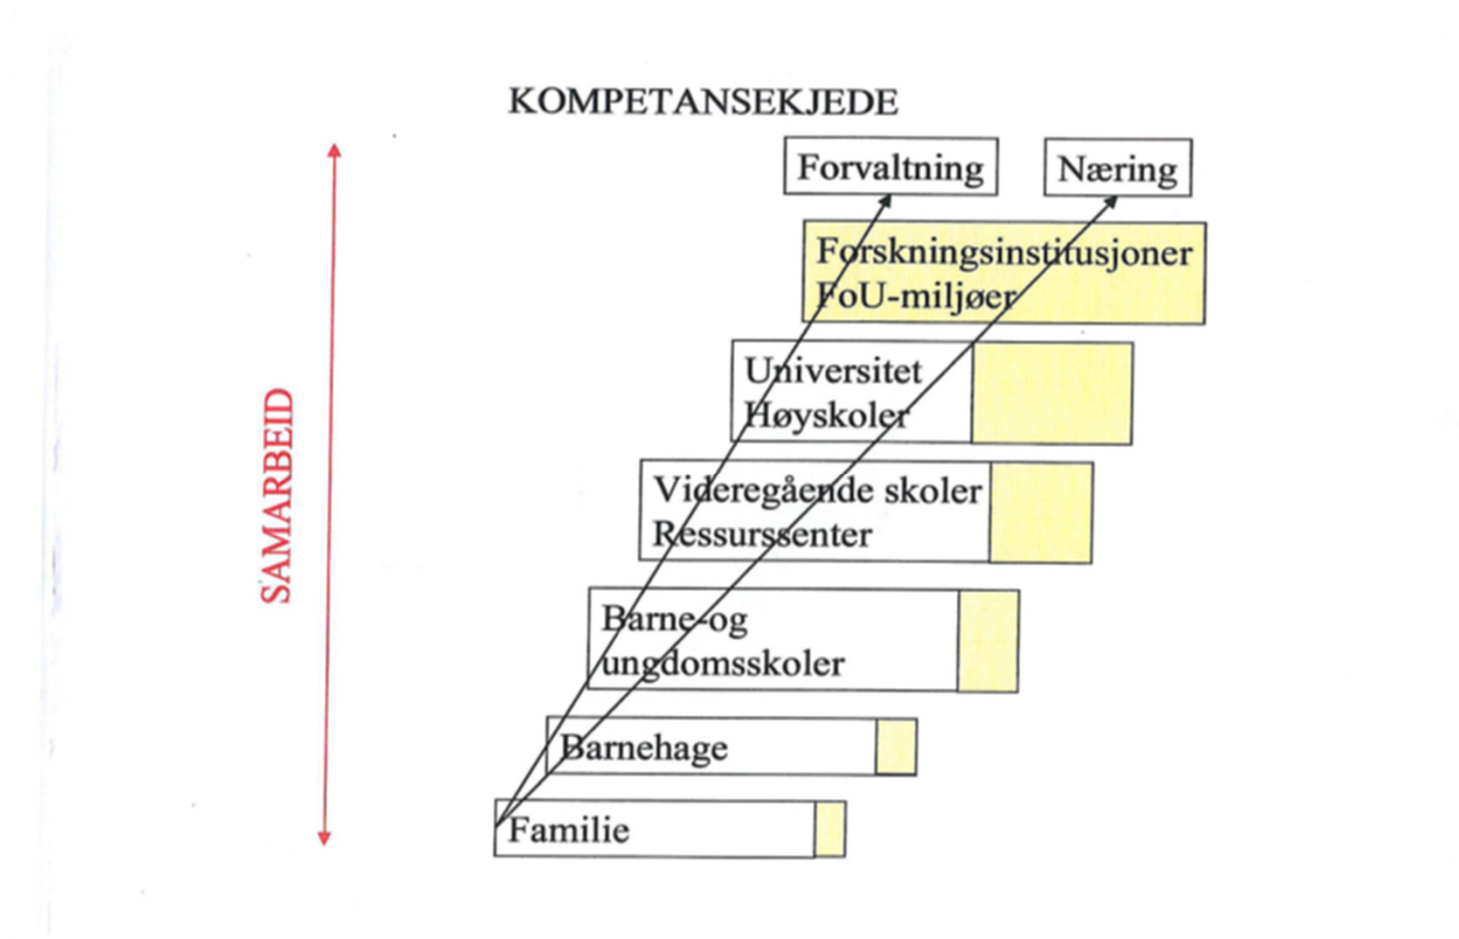 KOMPETANSEKJEDE
Forvaltning
Næring
Forskningsinstitusjoner
FoU-miljøer
Universitet
Høyskoler
Videregående skoler
Ressurssenter
Barne-og
ungdomsskoler
Barnehage
Familie
SAMARBEID